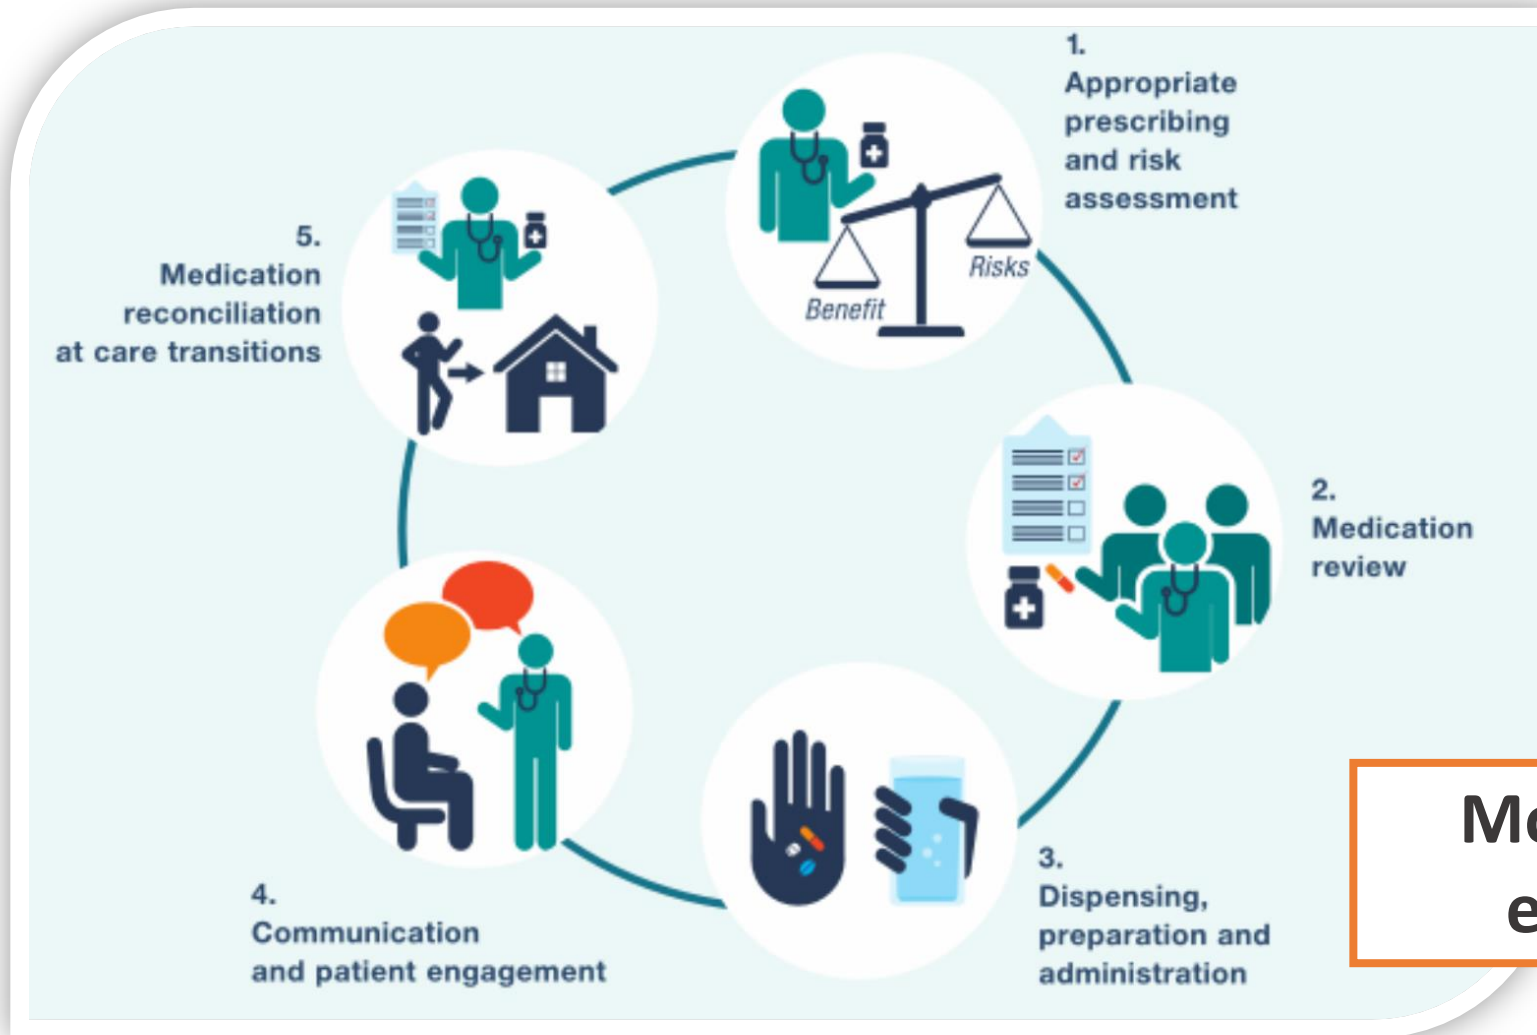 1.
Appropriate
prescribing
and risk
assessment
Risks
Benefit
2.
Medication
review
3.
Dispensing,
preparation and
administration
4.
Communication
and patient engagement
5.
Medication
reconciliation
at care transitions